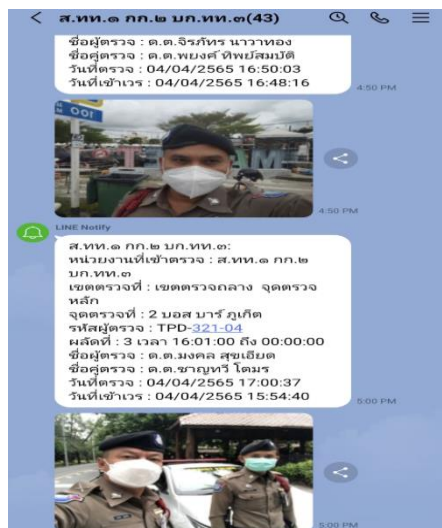 ส.ทท.๑ กก.๒ บก.ทท.๓(43)
ชื่อผู้ตรวจ : ด.ต.จิรภัทร นาวาทอง
ชื่อคู่ตรวจ : ด.ต.พยงค์ ทิพย์สมบัติ
วันที่ตรวจ : 04/04/2565 16:50:03
วันที่เข้าเวร : 04/04/2565 16:48:16
4:50 PM
4:50 PM
LINE Notify
ส.ทท.๑ กก.๒ บก.ทท.๓:
หน่วยงานที่เข้าตรวจ : ส.ทท.๑ กก.๒
บก.ทท.๓
เขตตรวจที่ : เขตตรวจถลาง จุดตรวจ
หลัก
จุดตรวจที่ : 2 บอส บาร์ ภูเก็ต
รหัสผู้ตรวจ : TPD-321-04
ผลัดที่ : 3 เวลา 16:01:00 ถึง 00:00:00
ชื่อผู้ตรวจ : ด.ต.มงคล สุขเอียด
ชื่อคู่ตรวจ : ด.ต.ชาญทวี โตมร
วันที่ตรวจ : 04/04/2565 17:00:37
วันที่เข้าเวร : 04/04/2565 15:54:40
5:00 PM
5:00 PM